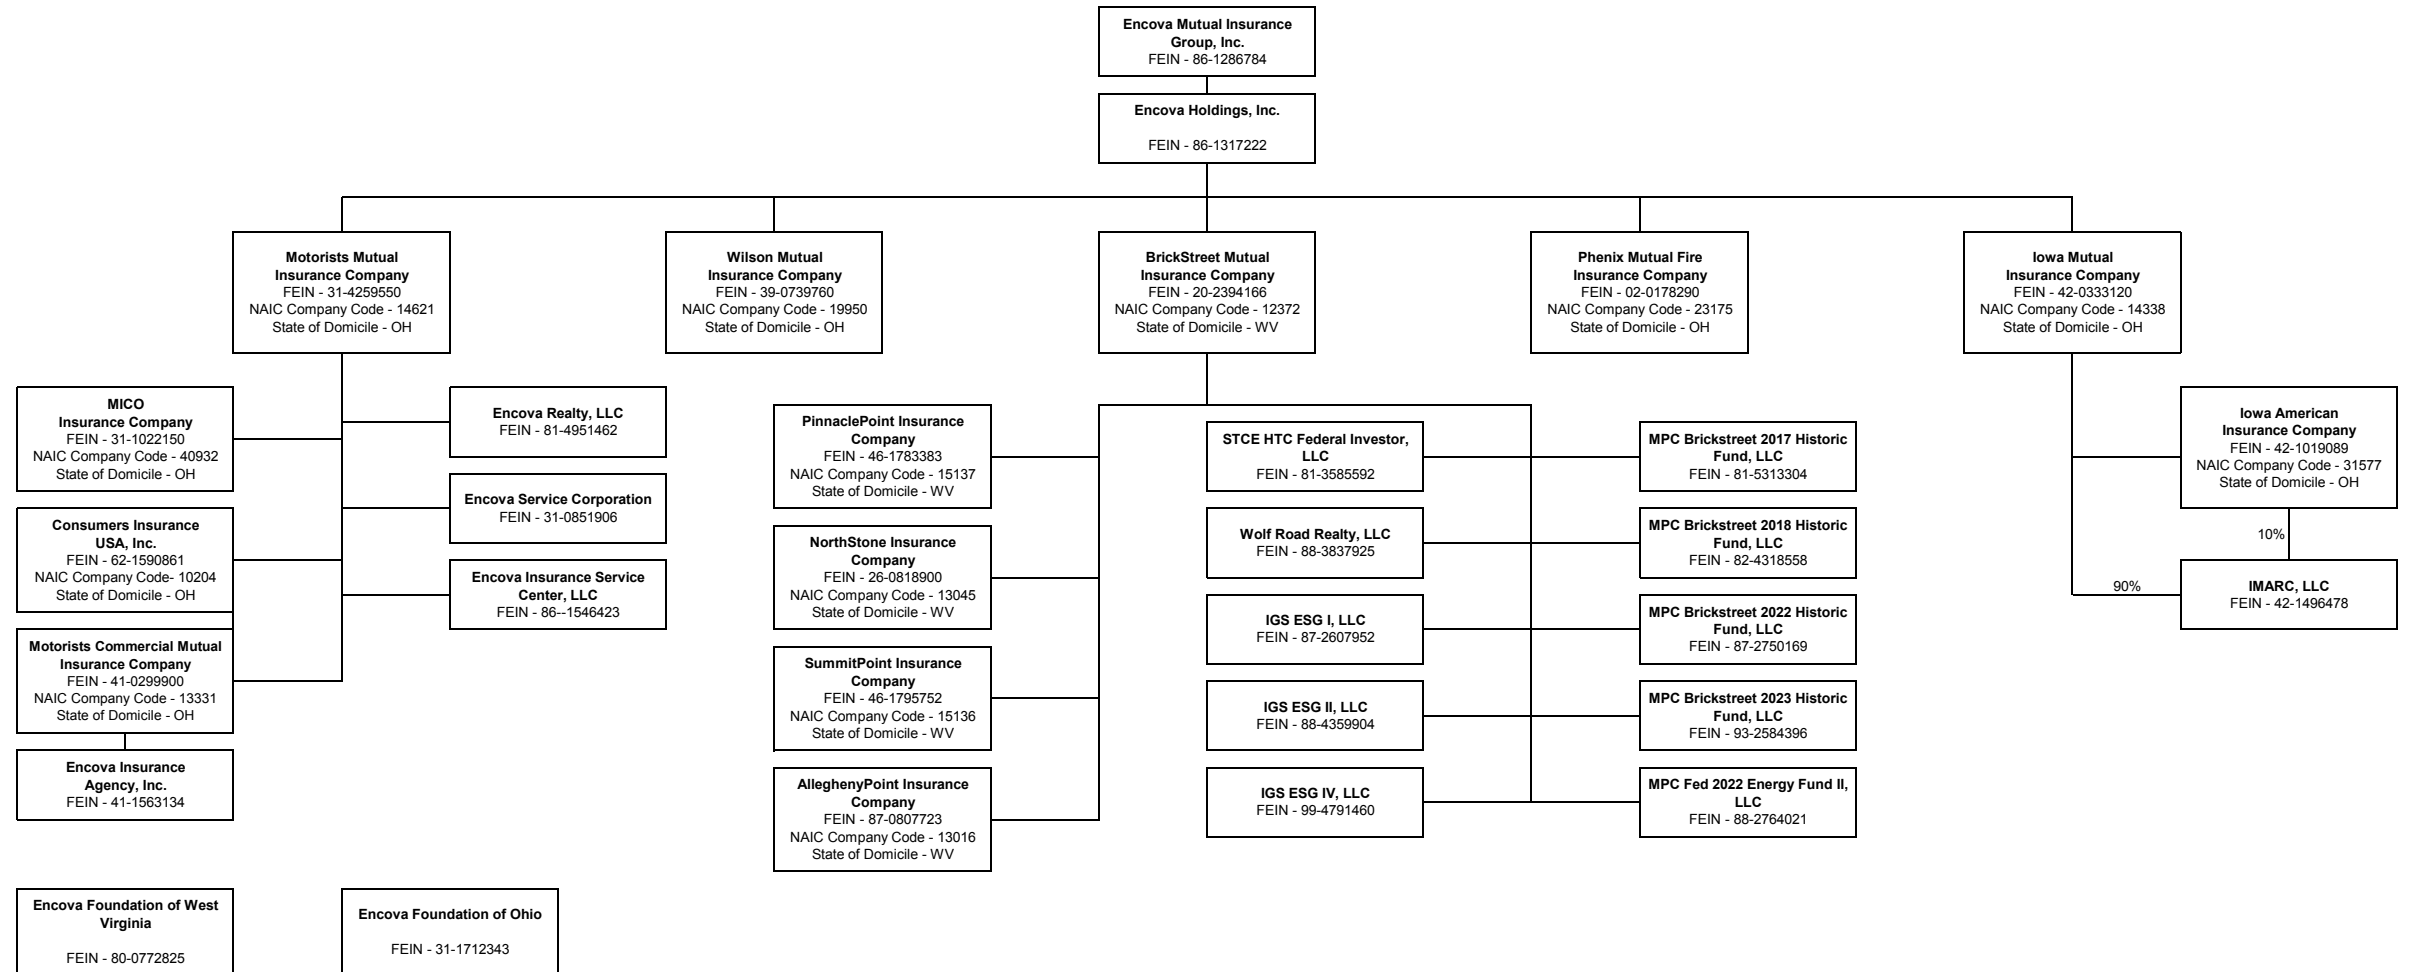 Encova Mutual Insurance
Group, Inc.
FEIN - 86-1286784
Encova Holdings, Inc.
FEIN - 86-1317222
Motorists Mutual
Insurance Company
FEIN - 31-4259550
NAIC Company Code - 14621
State of Domicile - OH
Wilson Mutual
Insurance Company
FEIN - 39-0739760
NAIC Company Code - 19950
State of Domicile - OH
BrickStreet Mutual
Insurance Company
FEIN - 20-2394166
NAIC Company Code - 12372
State of Domicile - WV
Phenix Mutual Fire
Insurance Company
FEIN - 02-0178290
NAIC Company Code - 23175
State of Domicile - OH
Iowa Mutual
Insurance Company
FEIN - 42-0333120
NAIC Company Code - 14338
State of Domicile - OH
MICO
Insurance Company
FEIN - 31-1022150
NAIC Company Code - 40932
State of Domicile - OH
Consumers Insurance
USA, Inc.
FEIN - 62-1590861
NAIC Company Code- 10204
State of Domicile - OH
Motorists Commercial Mutual
Insurance Company
FEIN - 41-0299900
NAIC Company Code - 13331
State of Domicile - OH
Encova Insurance
Agency, Inc.
FEIN - 41-1563134
Encova Realty, LLC
FEIN - 81-4951462
Encova Service Corporation
FEIN - 31-0851906
Encova Insurance Service
Center, LLC
FEIN - 86--1546423
PinnaclePoint Insurance
Company
FEIN - 46-1783383
NAIC Company Code - 15137
State of Domicile - WV
NorthStone Insurance
Company
FEIN - 26-0818900
NAIC Company Code - 13045
State of Domicile - WV
SummitPoint Insurance
Company
FEIN - 46-1795752
NAIC Company Code - 15136
State of Domicile - WV
AlleghenyPoint Insurance
Company
FEIN - 87-0807723
NAIC Company Code - 13016
State of Domicile - WV
STCE HTC Federal Investor,
LLC
FEIN - 81-3585592
Wolf Road Realty, LLC
FEIN - 88-3837925
IGS ESG I, LLC
FEIN - 87-2607952
IGS ESG II, LLC
FEIN - 88-4359904
IGS ESG IV, LLC
FEIN - 99-4791460
MPC Brickstreet 2017 Historic
Fund, LLC
FEIN - 81-5313304
MPC Brickstreet 2018 Historic
Fund, LLC
FEIN - 82-4318558
MPC Brickstreet 2022 Historic
Fund, LLC
FEIN - 87-2750169
MPC Brickstreet 2023 Historic
Fund, LLC
FEIN - 93-2584396
MPC Fed 2022 Energy Fund II,
LLC
FEIN - 88-2764021
Iowa American
Insurance Company
FEIN - 42-1019089
NAIC Company Code - 31577
State of Domicile - OH
10%
90%
IMARC, LLC
FEIN - 42-1496478
Encova Foundation of West
Virginia
FEIN - 80-0772825
Encova Foundation of Ohio
FEIN - 31-1712343